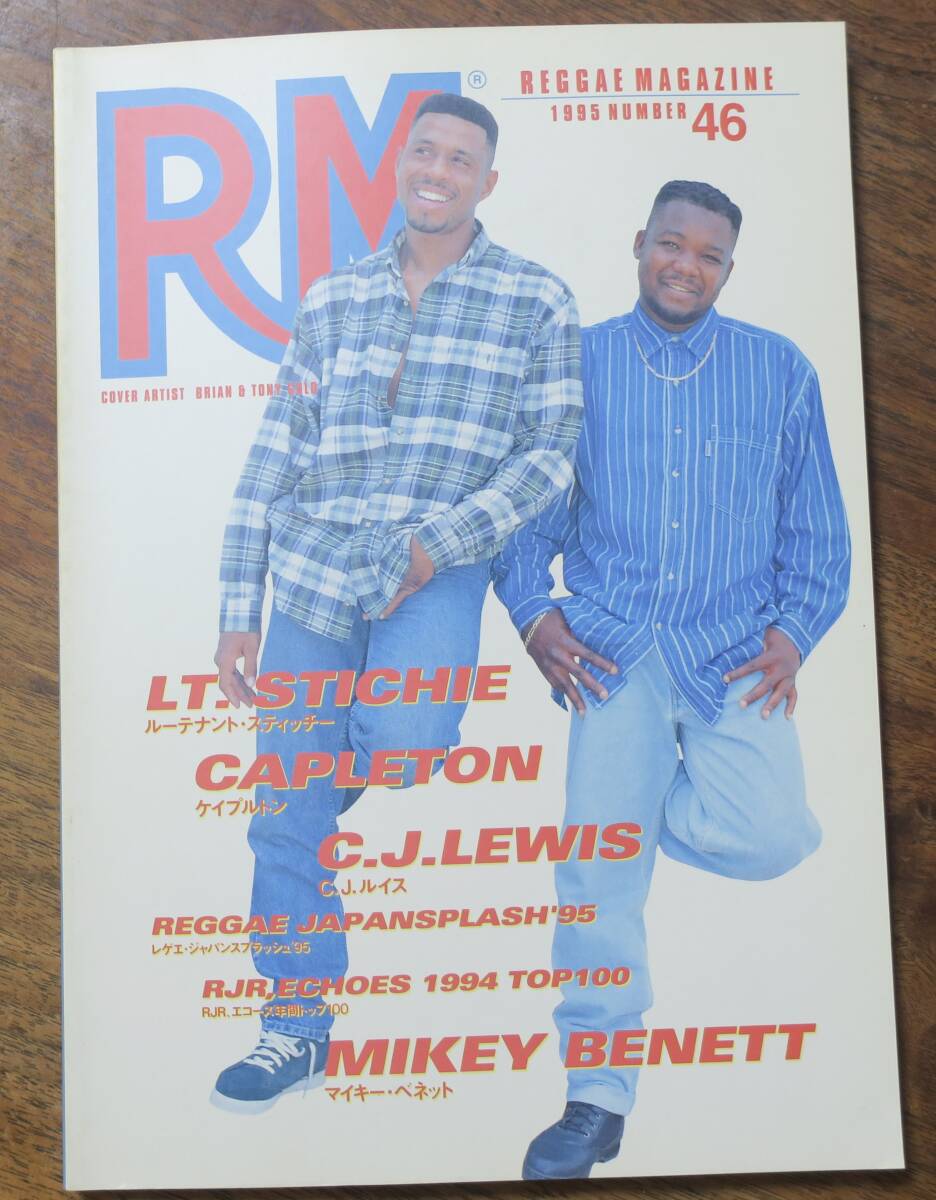 RM®
REGGAE MAGAZINE
1995 NUMBER 46
COVER ARTIST BRIAN & TONY GOLD
LT. STICHIE
ルーテナント・スティッチー
CAPLETON
ケイプルトン
C.J.LEWIS
C.J.ルイス
REGGAE JAPANSPLASH'95
レゲエ・ジャパンスプラッシュ'95
RJR,ECHOES 1994 TOP100
RJR、エコーズ年間トップ100
MIKEY BENETT
マイキー・ベネット